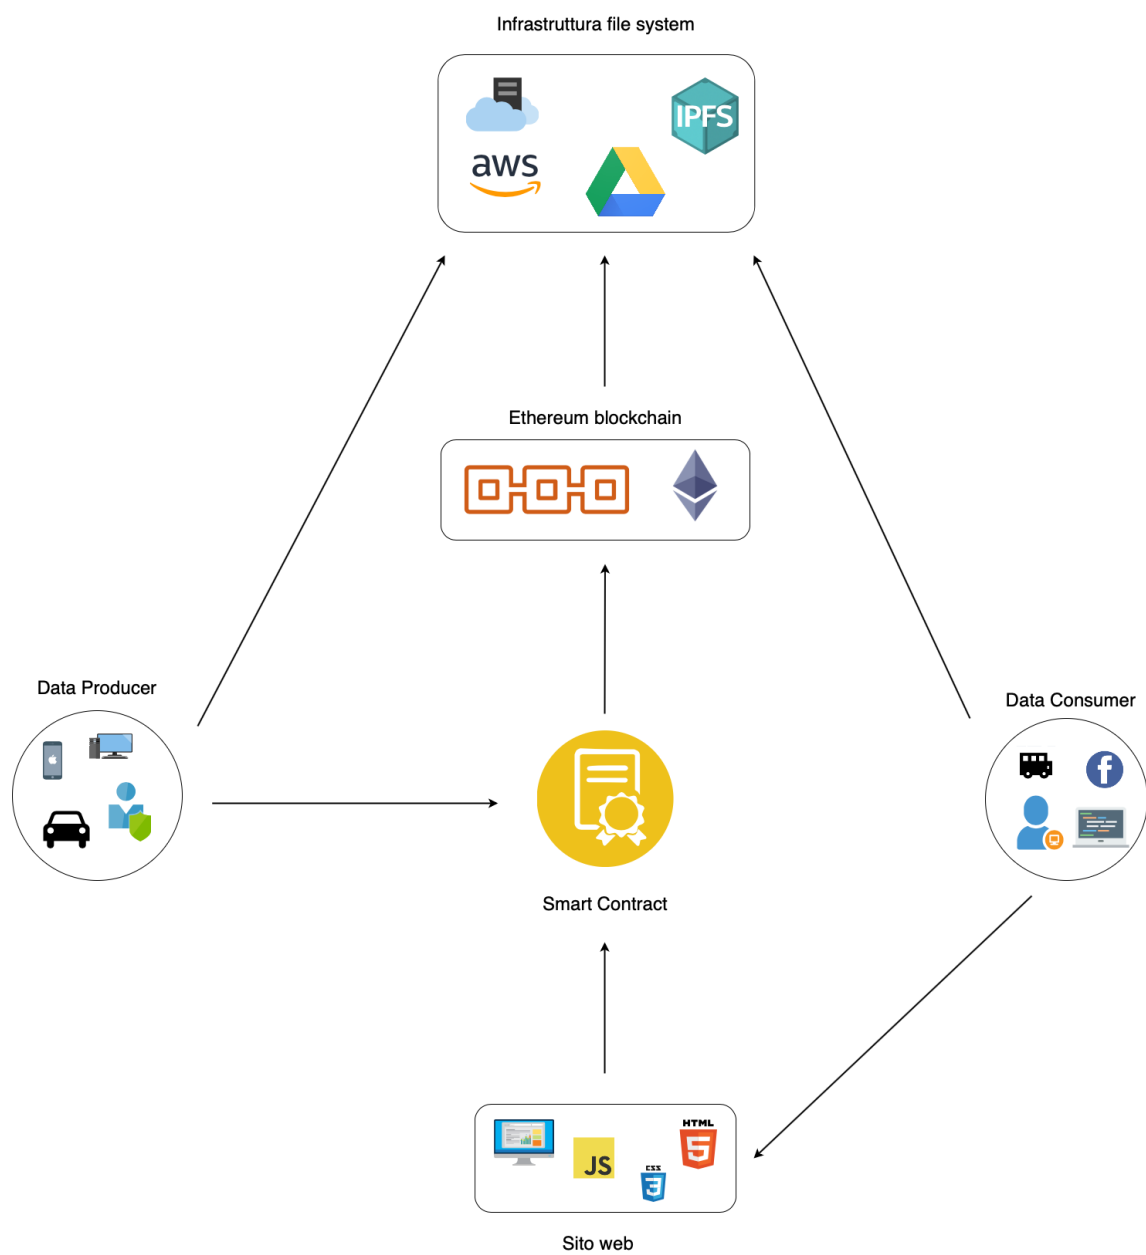 Infrastruttura file system
aws
IPFS
Ethereum blockchain
Data Producer
Data Consumer
f
Smart Contract
HTML
5
JS
CSS
3
Sito web